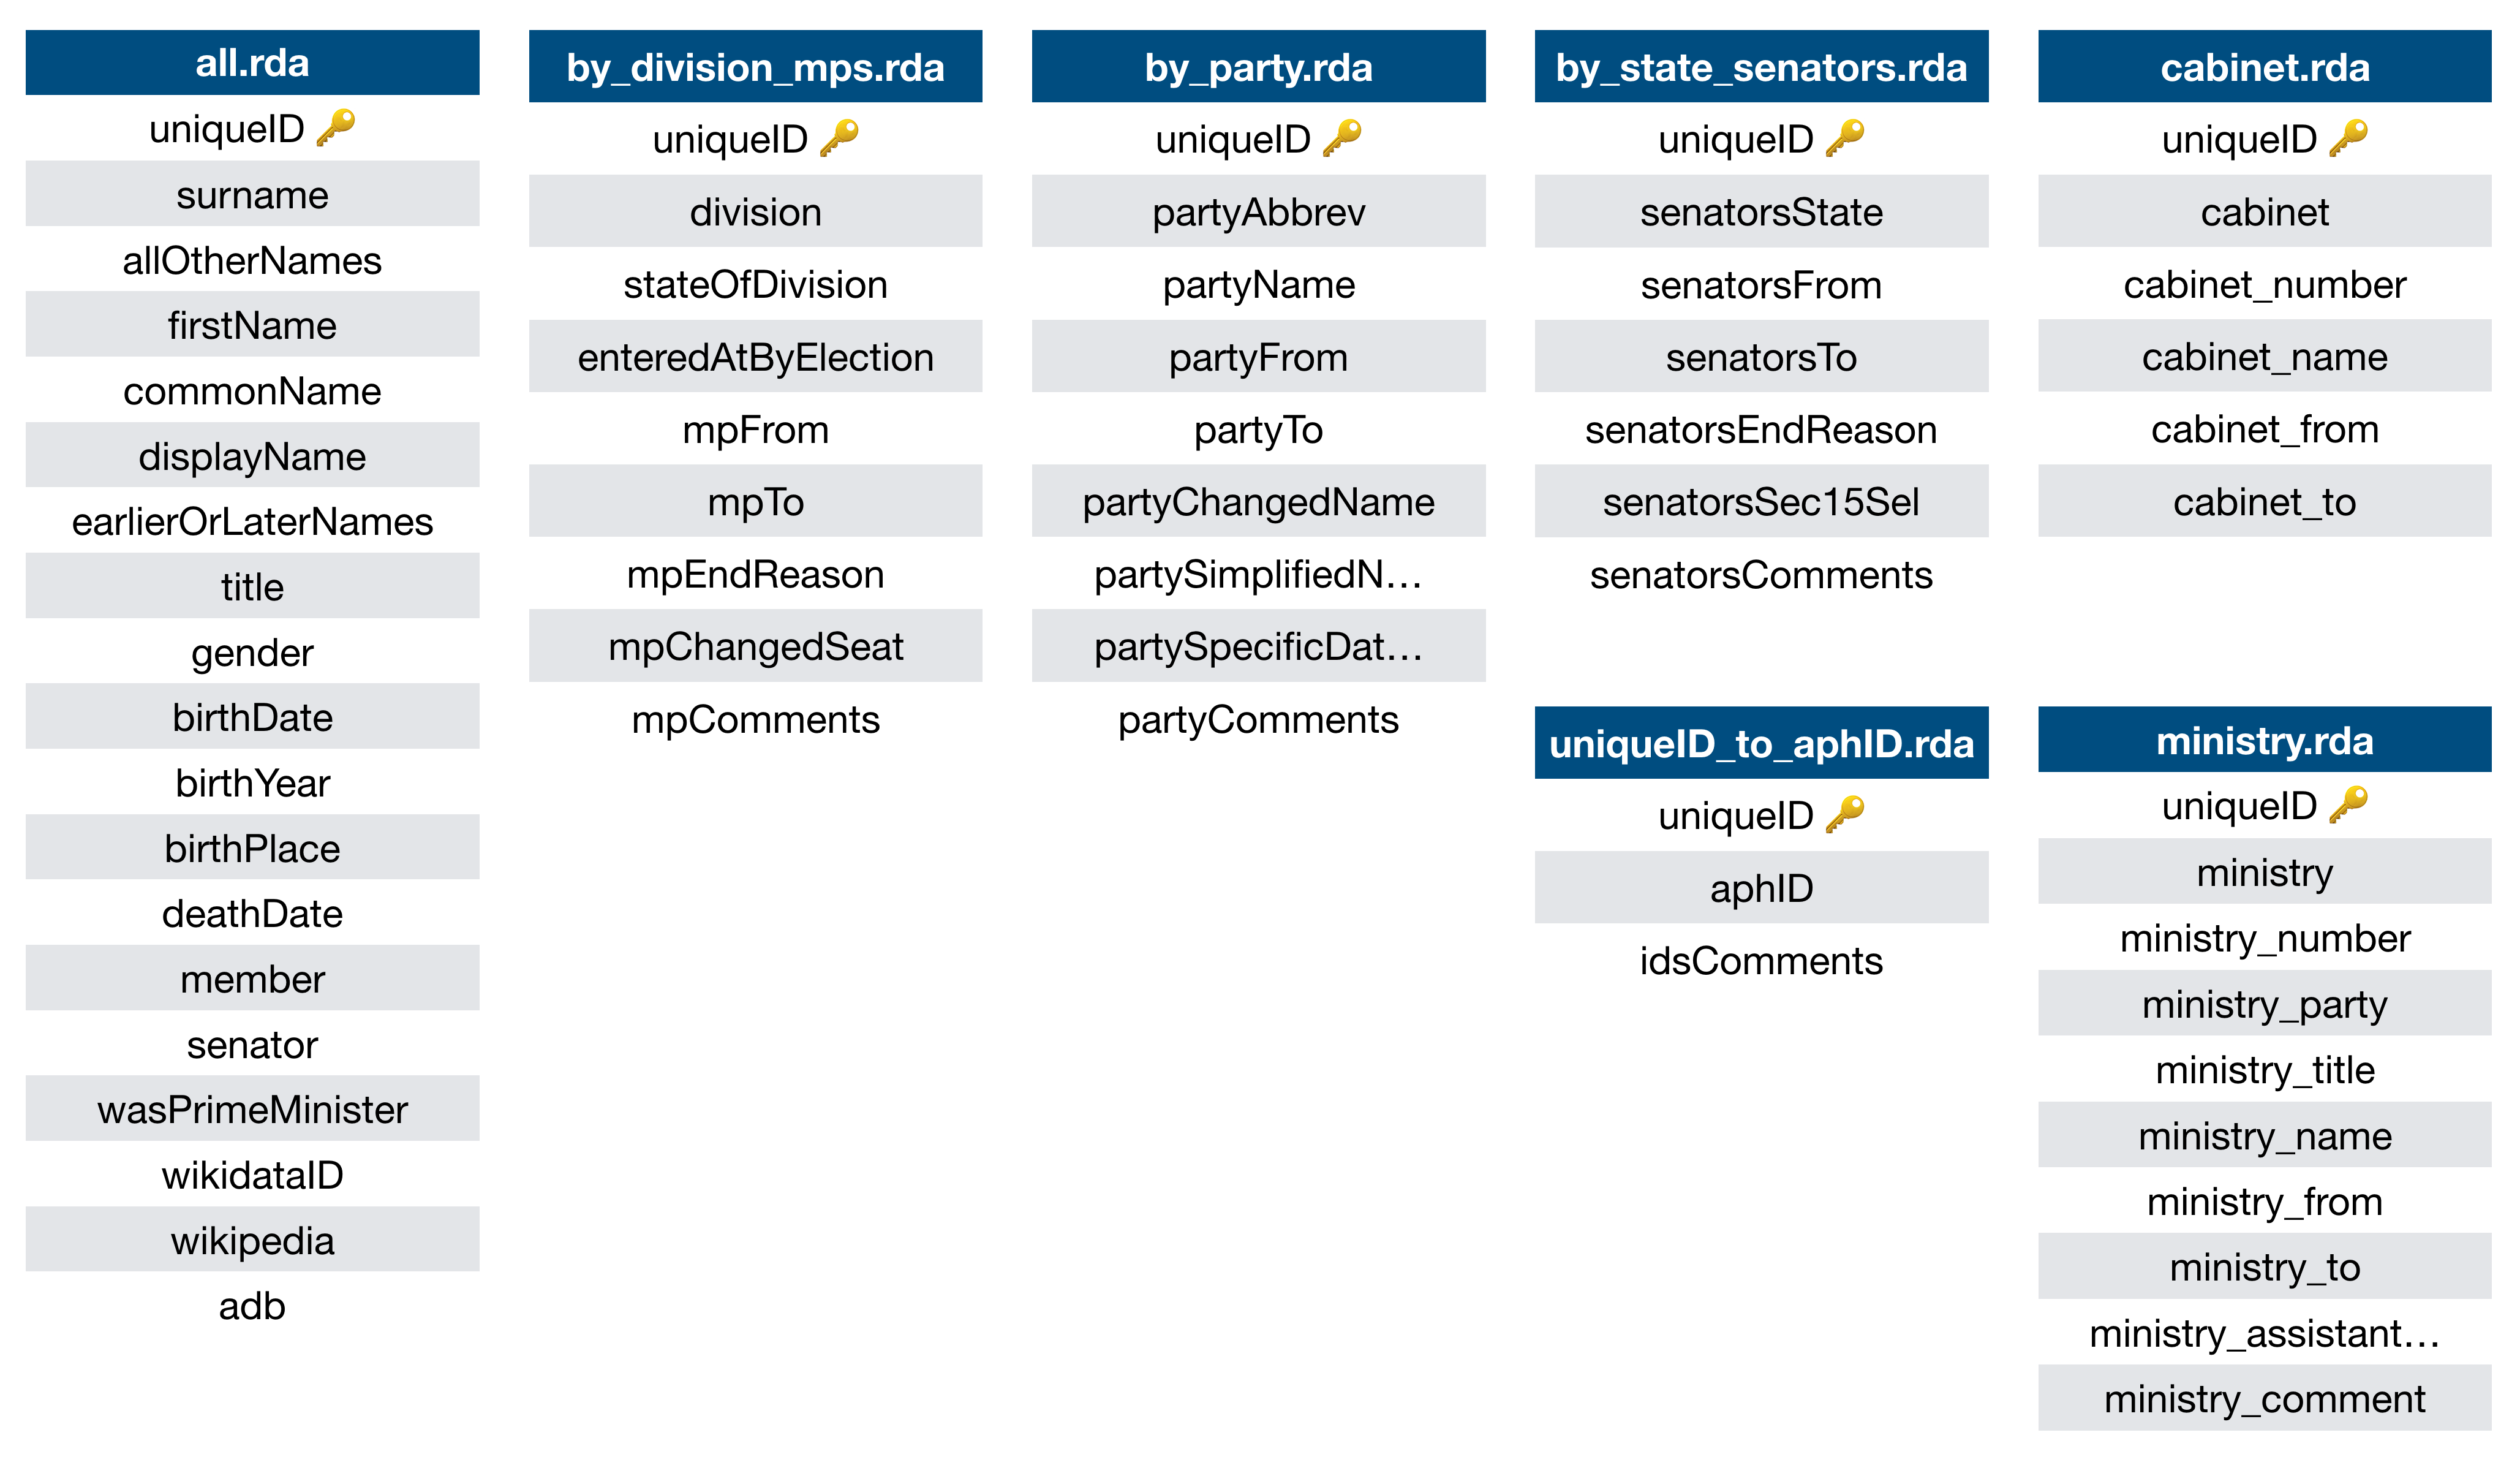 all.rda
uniqueID
surname
allOtherNames
firstName
commonName
displayName
earlierOrLaterNames
title
gender
birthDate
birthYear
birthPlace
deathDate
member
senator
wasPrimeMinister
wikidataID
wikipedia
adb
by_division_mps.rda
uniqueID
division
stateOfDivision
enteredAtByElection
mpFrom
mpTo
mpEndReason
mpChangedSeat
mpComments
by_party.rda
uniqueID
partyAbbrev
partyName
partyFrom
partyTo
partyChangedName
partySimplifiedN…
partySpecificDat…
partyComments
by_state_senators.rda
uniqueID
senatorsState
senatorsFrom
senatorsTo
senatorsEndReason
senatorsSec15Sel
senatorsComments
uniqueID_to_aphID.rda
uniqueID
aphID
idsComments
cabinet.rda
uniqueID
cabinet
cabinet_number
cabinet_name
cabinet_from
cabinet_to
ministry.rda
uniqueID
ministry
ministry_number
ministry_party
ministry_title
ministry_name
ministry_from
ministry_to
ministry_assistant…
ministry_comment